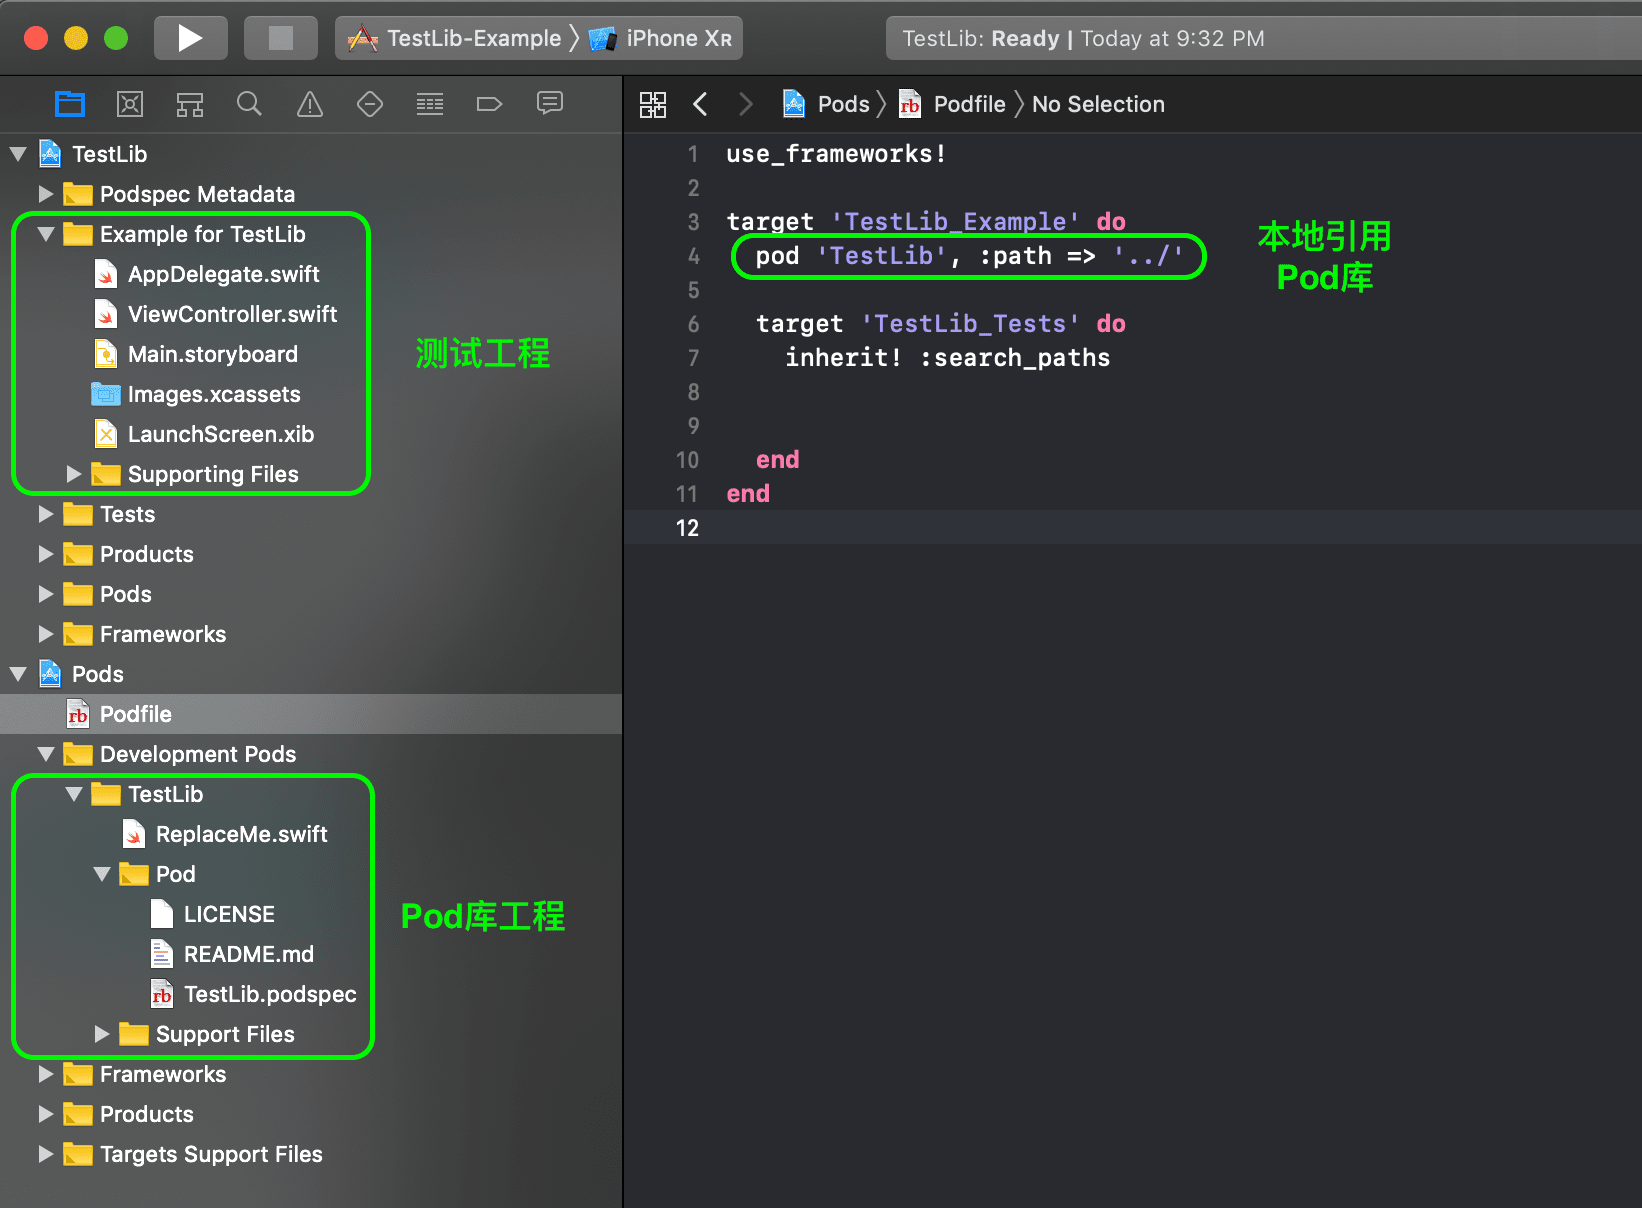 TestLib-Example 〉 iPhone XR
TestLib: Ready | Today at 9:32 PM
TestLib
Podspec Metadata
Example for TestLib
AppDelegate.swift
ViewController.swift
Main.storyboard
Images.xcassets
LaunchScreen.xib
Supporting Files
Tests
Products
Pods
Frameworks
Pods
rb Podfile
Development Pods
TestLib
ReplaceMe.swift
Pod
LICENSE
README.md
rb TestLib.podspec
Support Files
Frameworks
Products
Targets Support Files
测试工程
Pod库工程
Pods 〉 rb Podfile 〉 No Selection
1 use_frameworks!
2
3 target 'TestLib_Example' do
4 pod 'TestLib', :path => '../'
5
6 target 'TestLib_Tests' do
7 inherit! :search_paths
8
9
10 end
11 end
12
本地引用
Pod库